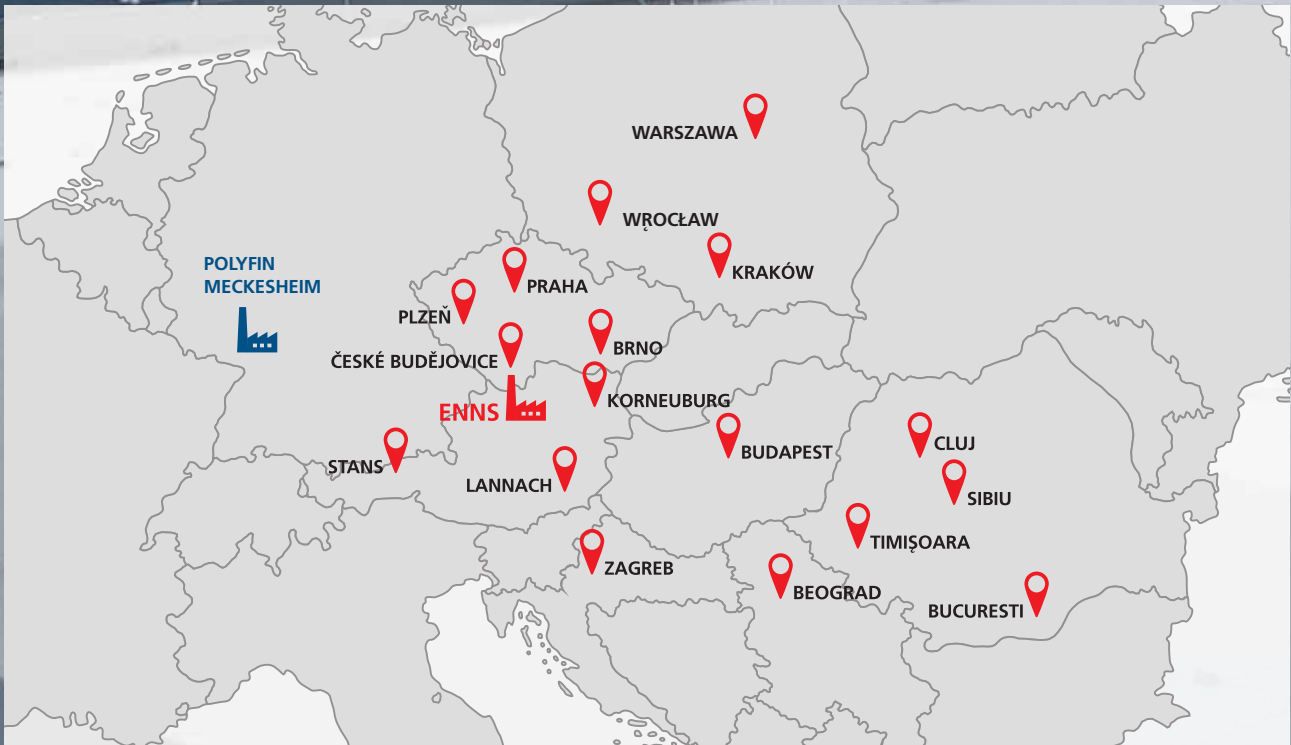 WARSZAWA
WRǪCŁAW
KRAKÓW
POLYFIN
MECKESHEIM
PRAHA
PLZEŇ
BRNO
ČESKÉ BUDĚJOVICE
KORNEUBURG
ENNS
BUDAPEST
CLUJ
STANS
LANNACH
SIBIU
TIMIŞOARA
ZAGREB
BEOGRAD
BUCURESTI